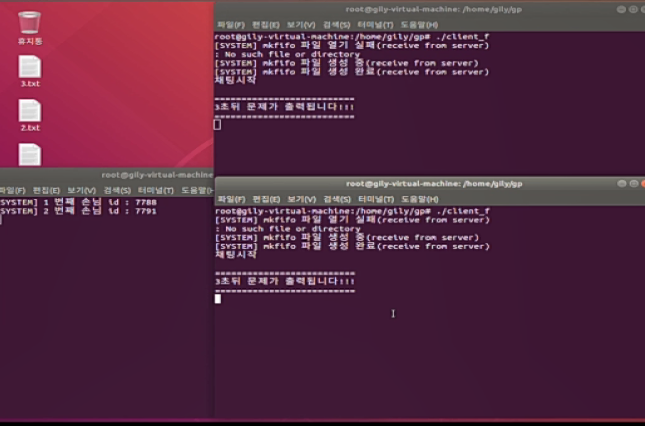 휴지통
3.txt
2.txt
root@gily-virtual-machine: /home/gily/gp
파일(F) 편집(E) 보기(V) 검색(S) 터미널(T) 도움말(H)
root@gily-virtual-machine:/home/gily/gp# ./client_f
[SYSTEM] mkfifo 파일 열기 실패(receive from server)
: No such file or directory
[SYSTEM] mkfifo 파일 생성 중(receive from server)
[SYSTEM] mkfifo 파일 생성 완료(receive from server)
채팅시작
==========================
3초뒤 문제가 출력됩니다!!!
==========================
root@gily-virtual-machine
파일(F) 편집(E) 보기(V) 검색(S) 터미널(T) 도움말(H
SYSTEM] 1 번째 손님 id : 7788
SYSTEM] 2 번째 손님 id : 7791
root@gily-virtual-machine: /home/gily/gp
파일(F) 편집(E) 보기(V) 검색(S) 터미널(T) 도움말(H)
root@gily-virtual-machine:/home/gily/gp# ./client_f
[SYSTEM] mkfifo 파일 열기 실패(receive from server)
: No such file or directory
[SYSTEM] mkfifo 파일 생성 중(receive from server)
[SYSTEM] mkfifo 파일 생성 완료(receive from server)
채팅시작
==========================
3초뒤 문제가 출력됩니다!!!
==========================